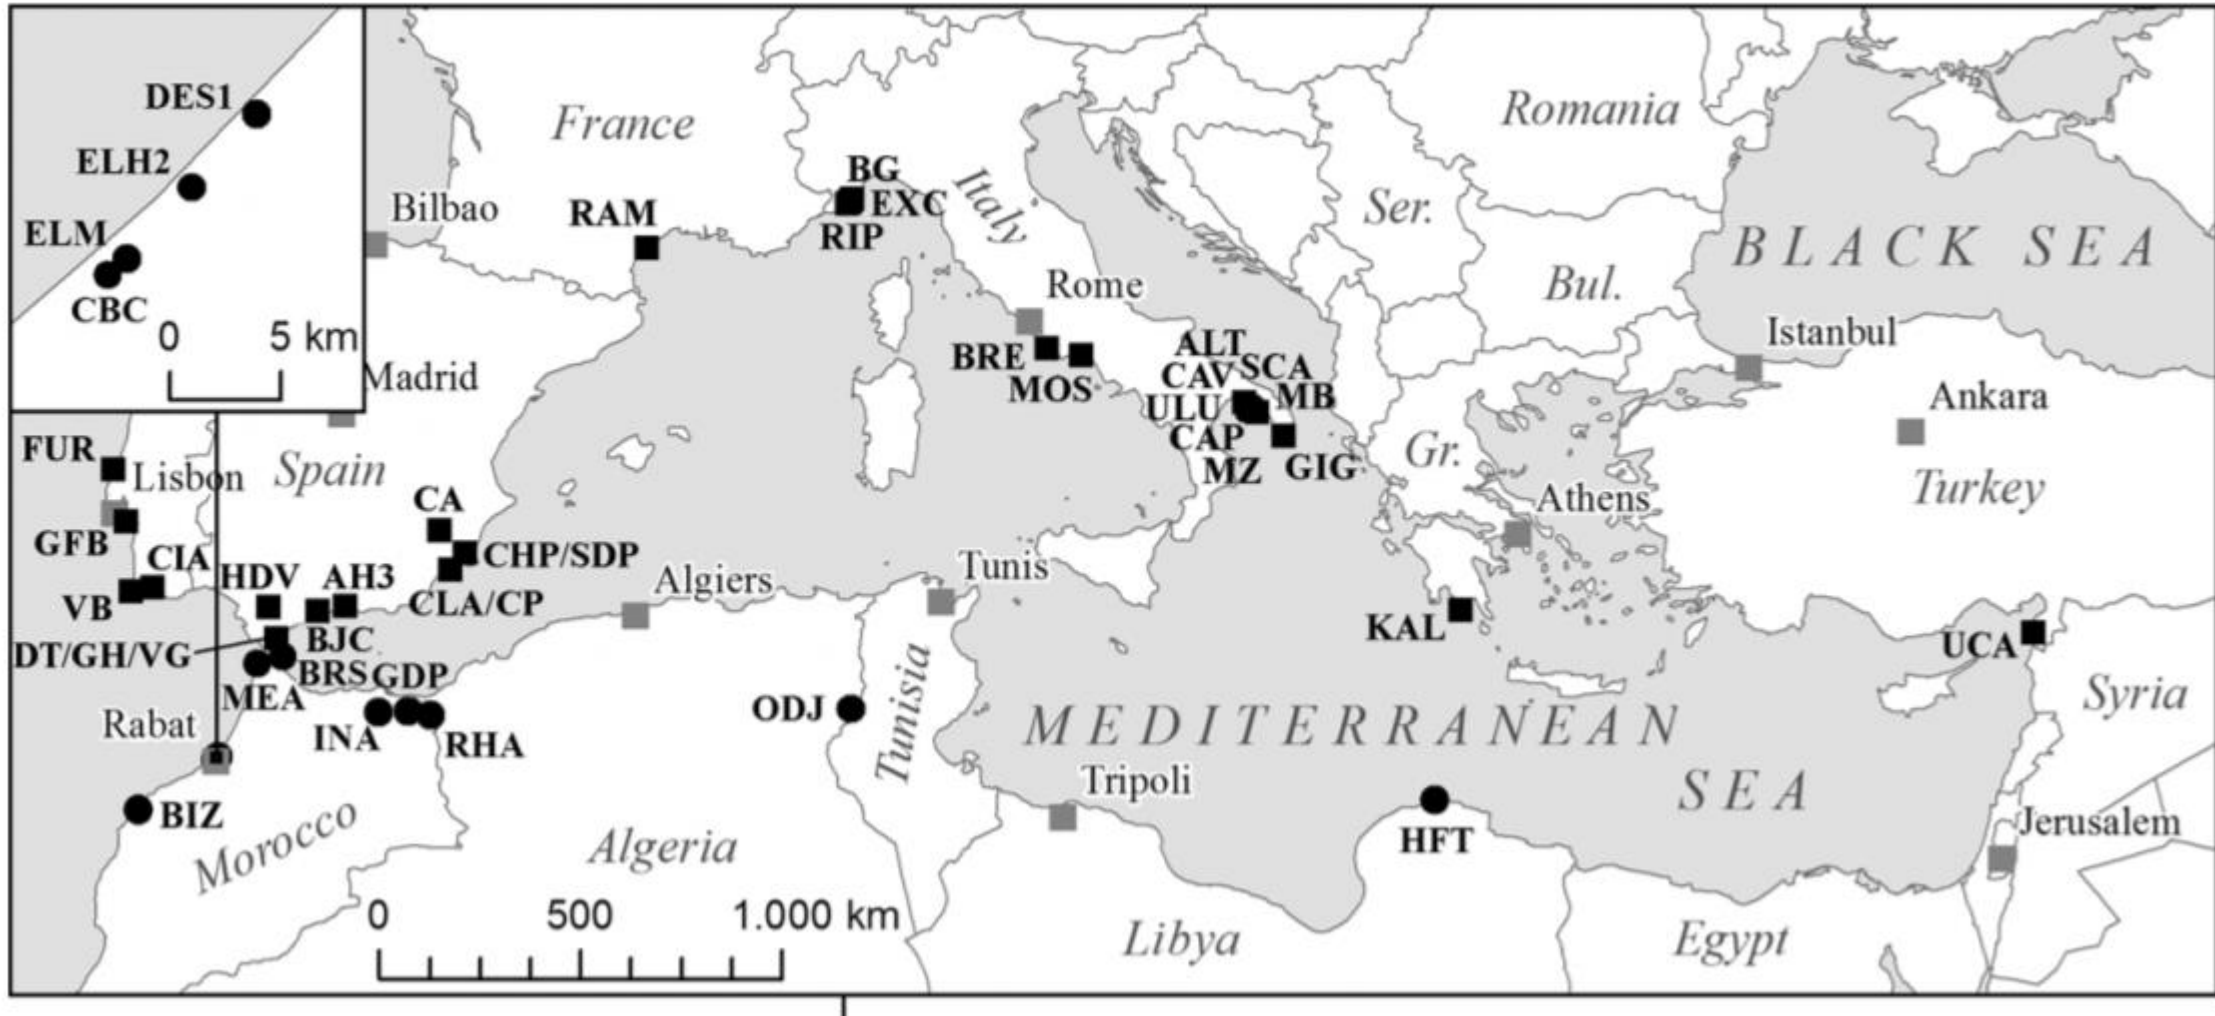 DES1
ELH2
ELM
CBC
0 5 km
France
Romania
BG
EXC
RIP
RAM
Bilbao
Italy
Ser.
BLACK SEA
Bul.
Rome
Istanbul
Madrid
BRE
MOS
ALT
CAV SCA
ULU MB
CAP
MZ GIG
Ankara
Gr.
Turkey
Athens
FUR
Lisbon
Spain
CA
GFB
CIA
CHP/SDP
HDV AH3
VB
CLA/CP
Algiers
Tunis
KAL
UCA
DT/GH/VG
BJC
BRS GDP
MEA
INA
RHA
ODJ
Tunisia
MEDITERRANEAN
SEA
Syria
Rabat
BIZ
Morocco
Tripoli
HFT
Jerusalem
Algeria
0 500 1.000 km
Libya
Egypt